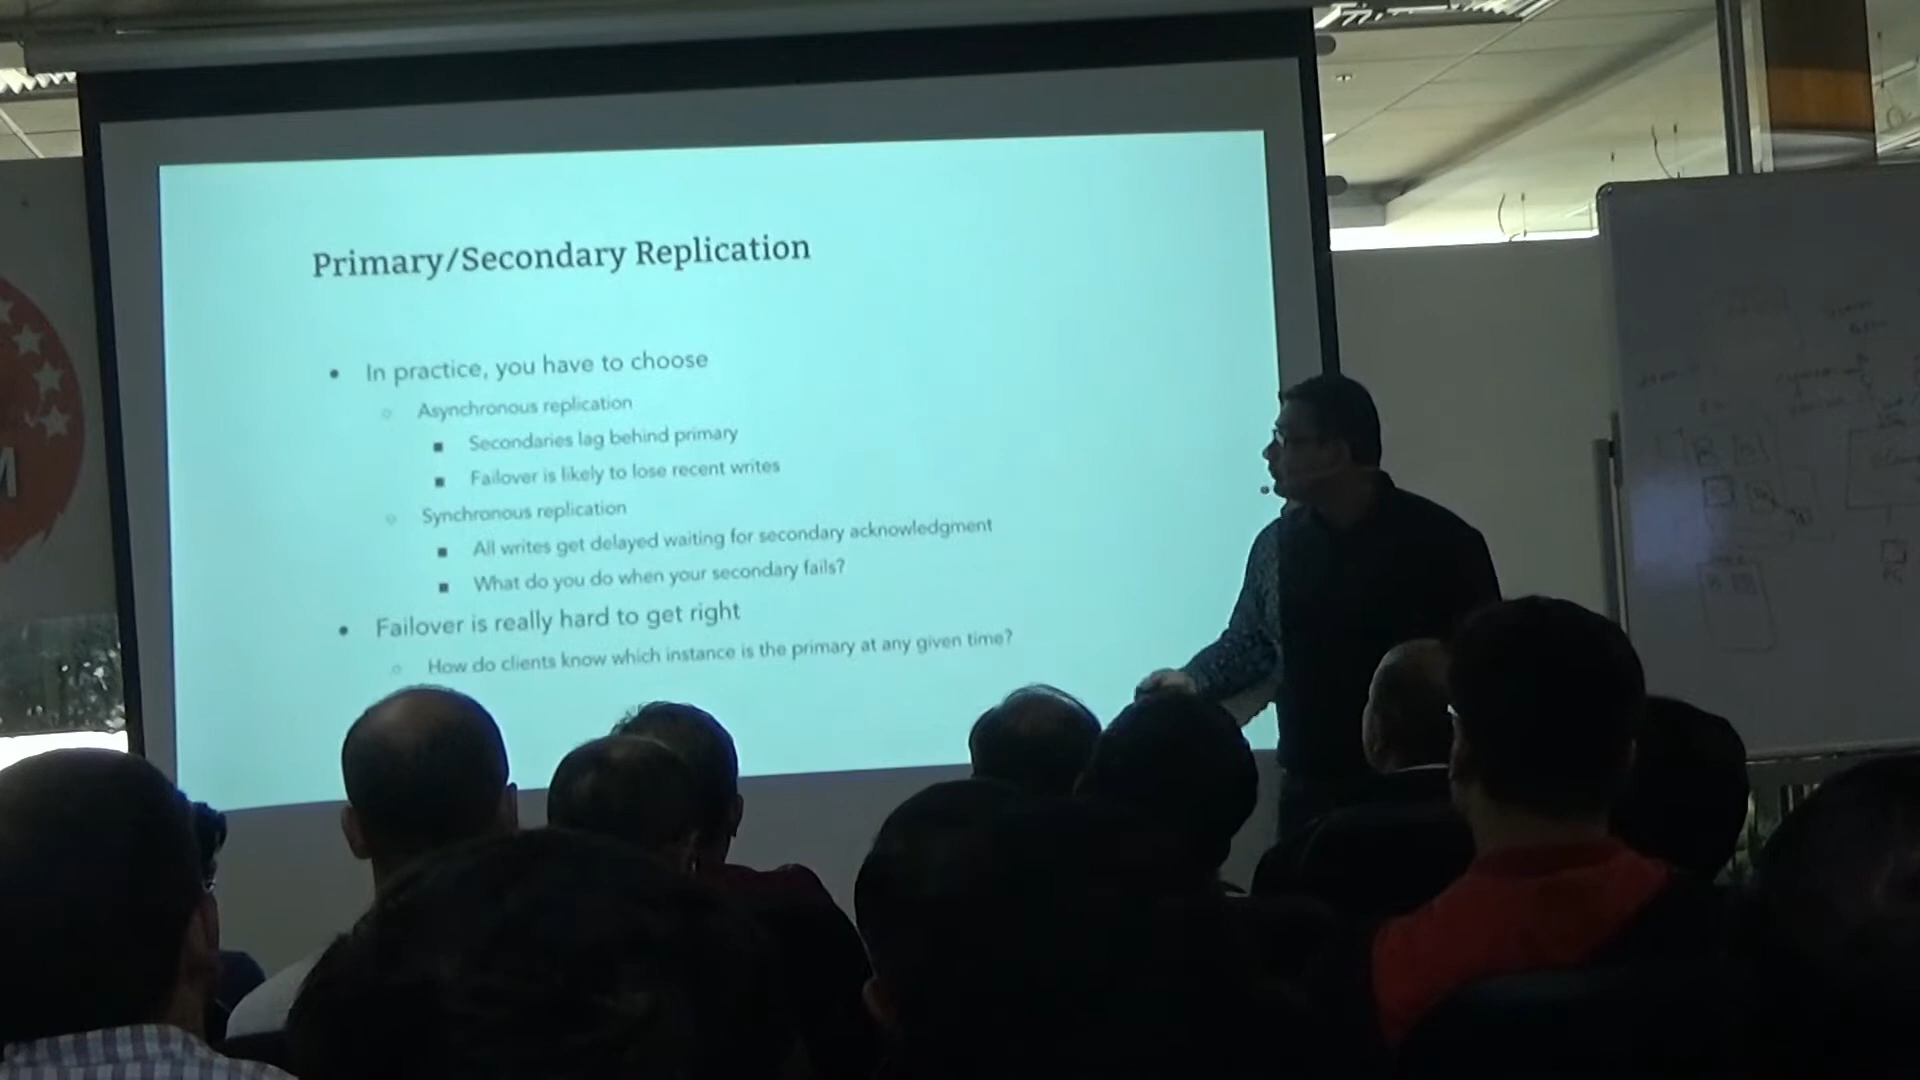 Primary/Secondary Replication
In practice, you have to choose
Asynchronous replication
Secondaries lag behind primary
Failover is likely to lose recent writes
Synchronous replication
All writes get delayed waiting for secondary acknowledgment
What do you do when your secondary fails?
Failover is really hard to get right
How do clients know which instance is the primary at any given time?
M